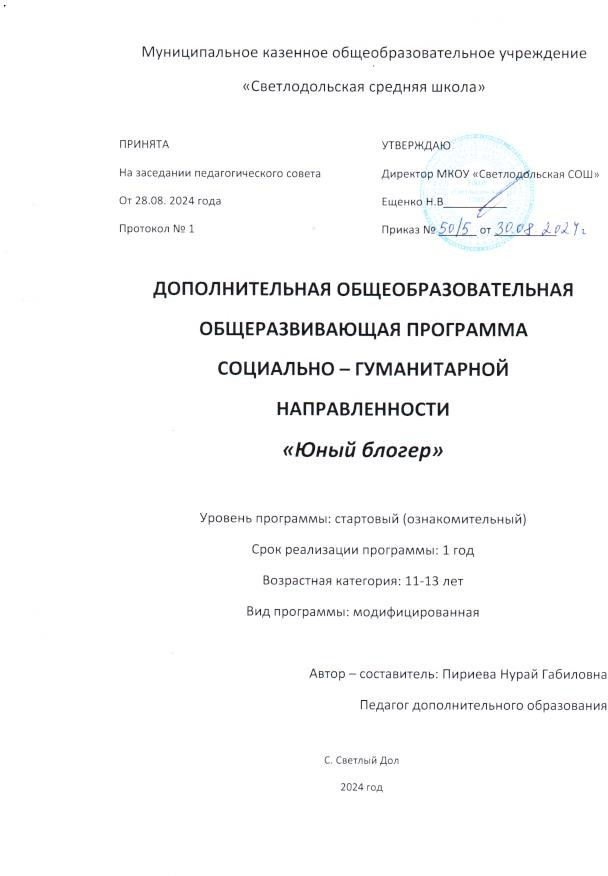 Муниципальное казенное общеобразовательное учреждение
«Светлодольская средняя школа»
ПРИНЯТА
На заседании педагогического совета
От 28.08. 2024 года
Протокол № 1
УТВЕРЖДАЮ
Директор МКОУ «Светлодольская СОШ»
Ещенко Н.В___________
Приказ № 50/5 от 30.08.2024 г
ДОПОЛНИТЕЛЬНАЯ ОБЩЕОБРАЗОВАТЕЛЬНАЯ
ОБЩЕРАЗВИВАЮЩАЯ ПРОГРАММА
СОЦИАЛЬНО – ГУМАНИТАРНОЙ
НАПРАВЛЕННОСТИ
«Юный блогер»
Уровень программы: стартовый (ознакомительный)
Срок реализации программы: 1 год
Возрастная категория: 11-13 лет
Вид программы: модифицированная
Автор – составитель: Пириева Нурай Габиловна
Педагог дополнительного образования
С. Светлый Дол
2024 год